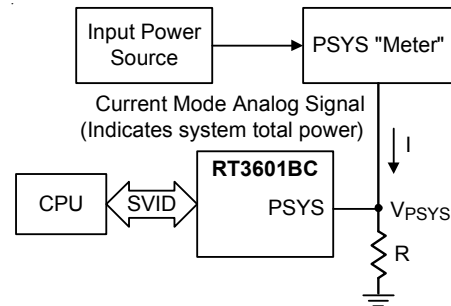 Input Power
Source
PSYS "Meter"
Current Mode Analog Signal
(Indicates system total power)
I
RT3601BC
CPU
SVID
PSYS
VPSYS
R